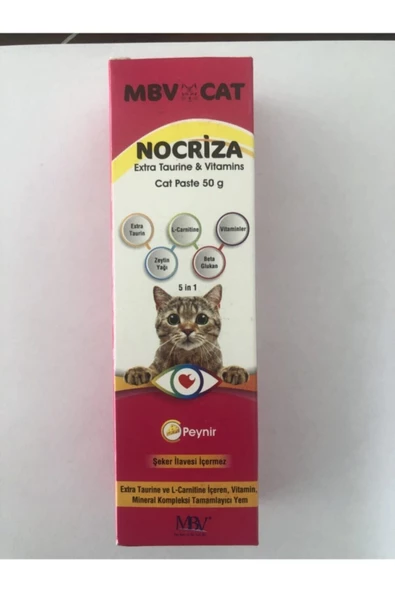 MBV CAT
NOCRİZA
Extra Taurine & Vitamins
Cat Paste 50 g
Extra
Taurin
L-Carnitine
Vitaminler
Zeytin
Yağı
Beta
Glukan
5 in 1
Peynir
Şeker İlavesi İçermez
Extra Taurine ve L-Carnitine İçeren, Vitamin,
Mineral Kompleksi Tamamlayıcı Yem
MBV